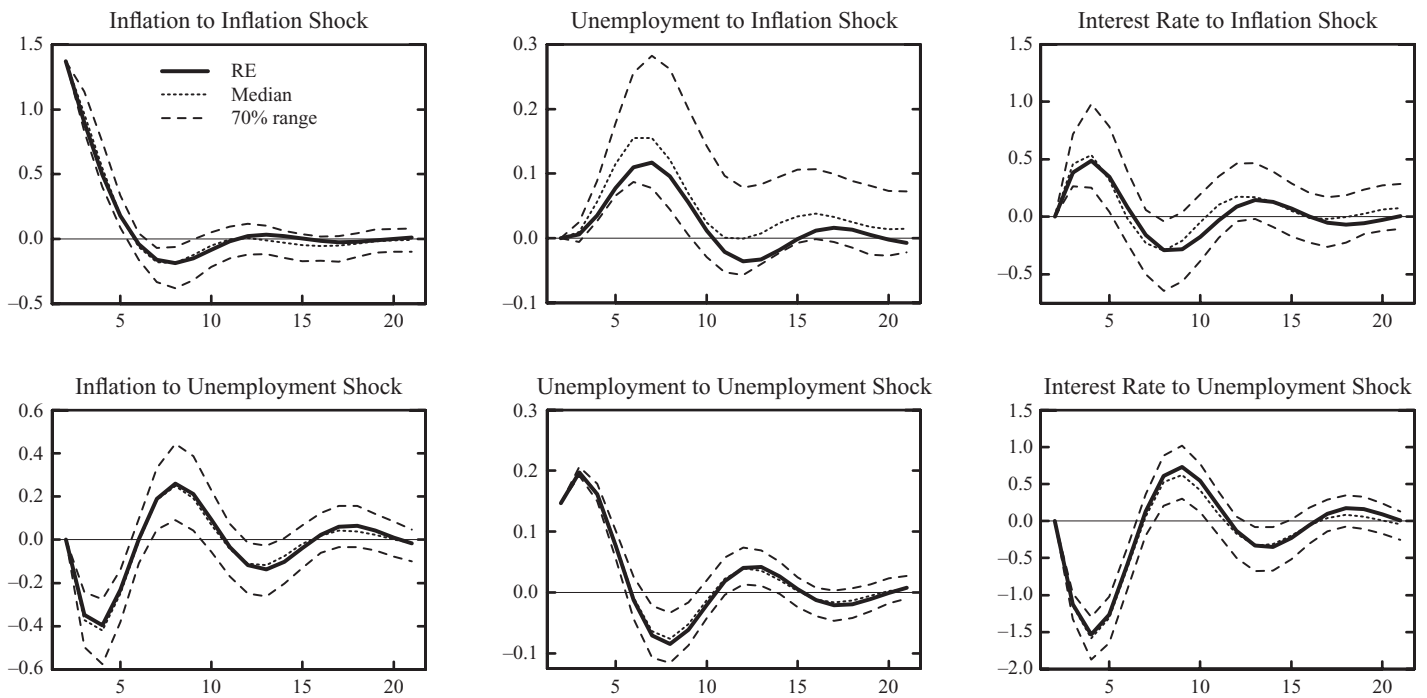 Inflation to Inflation Shock
1.5
1.0
0.5
0.0
–0.5
RE
Median
70% range
5 10 15 20
Unemployment to Inflation Shock
0.3
0.2
0.1
0.0
–0.1
5 10 15 20
Interest Rate to Inflation Shock
1.5
1.0
0.5
0.0
–0.5
5 10 15 20
Inflation to Unemployment Shock
0.6
0.4
0.2
0.0
–0.2
–0.4
–0.6
5 10 15 20
Unemployment to Unemployment Shock
0.3
0.2
0.1
0.0
–0.1
5 10 15 20
Interest Rate to Unemployment Shock
1.5
1.0
0.5
0.0
–0.5
–1.0
–1.5
–2.0
5 10 15 20